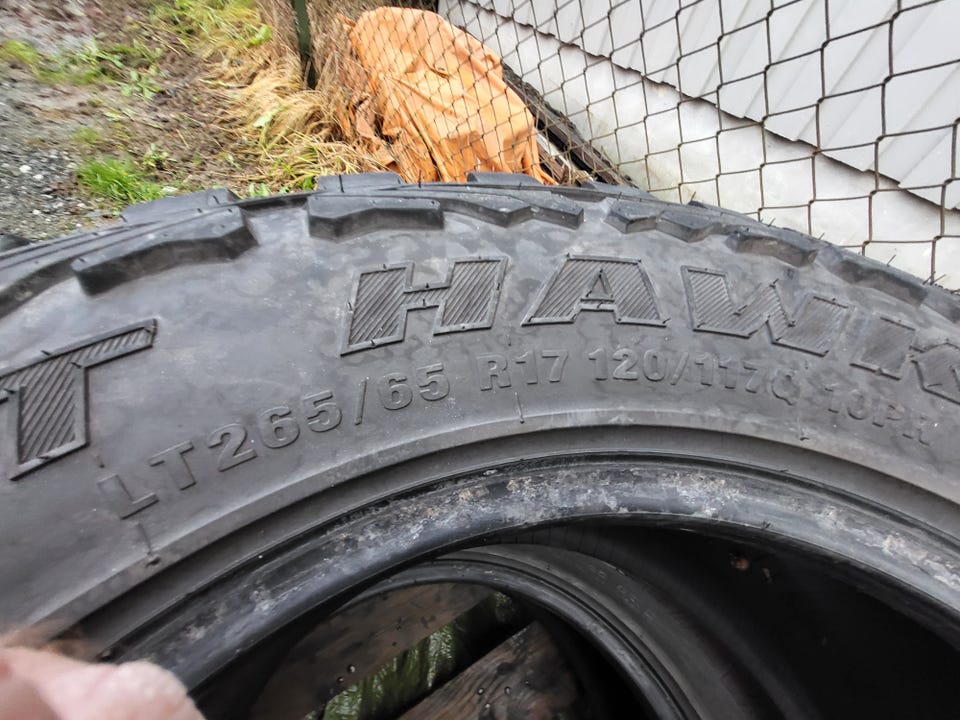 T HAWK
LT265/65 R17 120/117Q 10PR